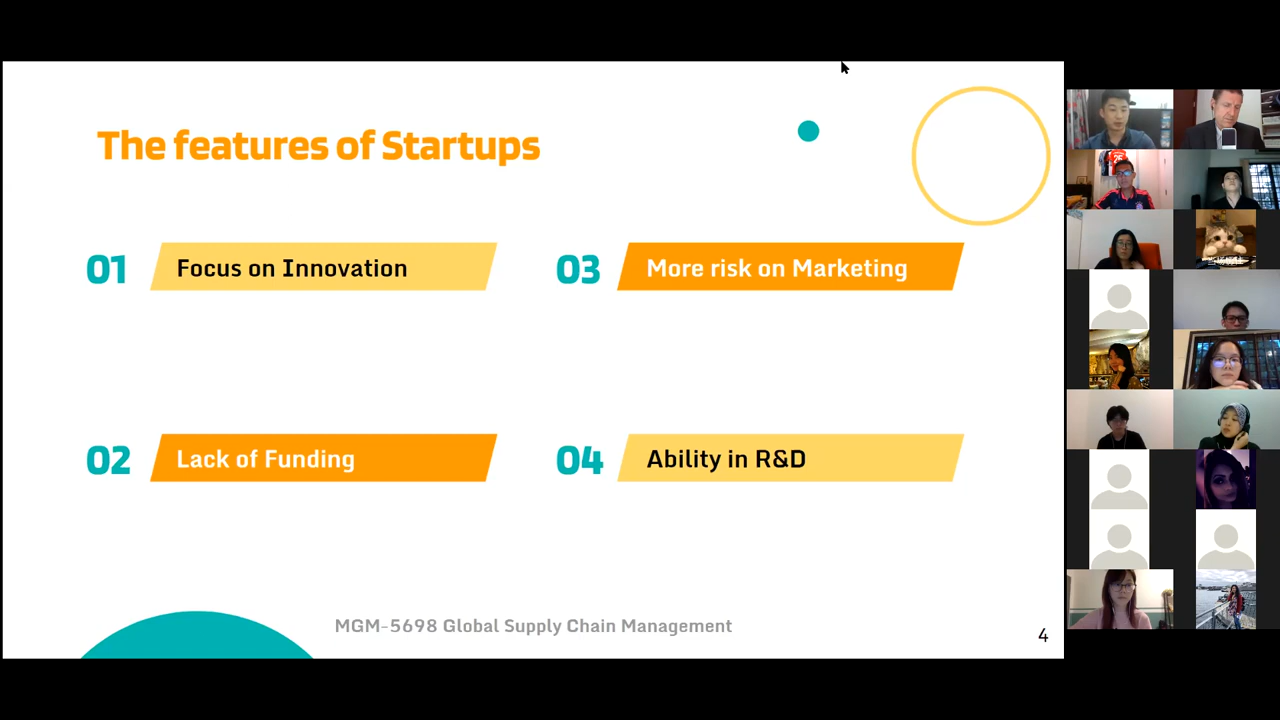 The features of Startups
01 Focus on Innovation
03 More risk on Marketing
02 Lack of Funding
04 Ability in R&D
MGM-5698 Global Supply Chain Management
4